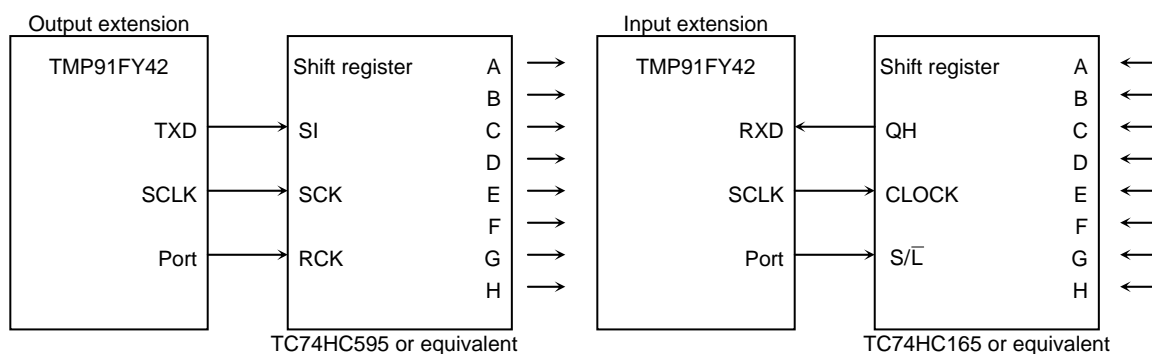 Output extension
TMP91FY42
TXD
SCLK
Port
Shift register
SI
SCK
RCK
A
B
C
D
E
F
G
H
TC74HC595 or equivalent
Input extension
TMP91FY42
RXD
SCLK
Port
Shift register
QH
CLOCK
S/L̅
A
B
C
D
E
F
G
H
TC74HC165 or equivalent